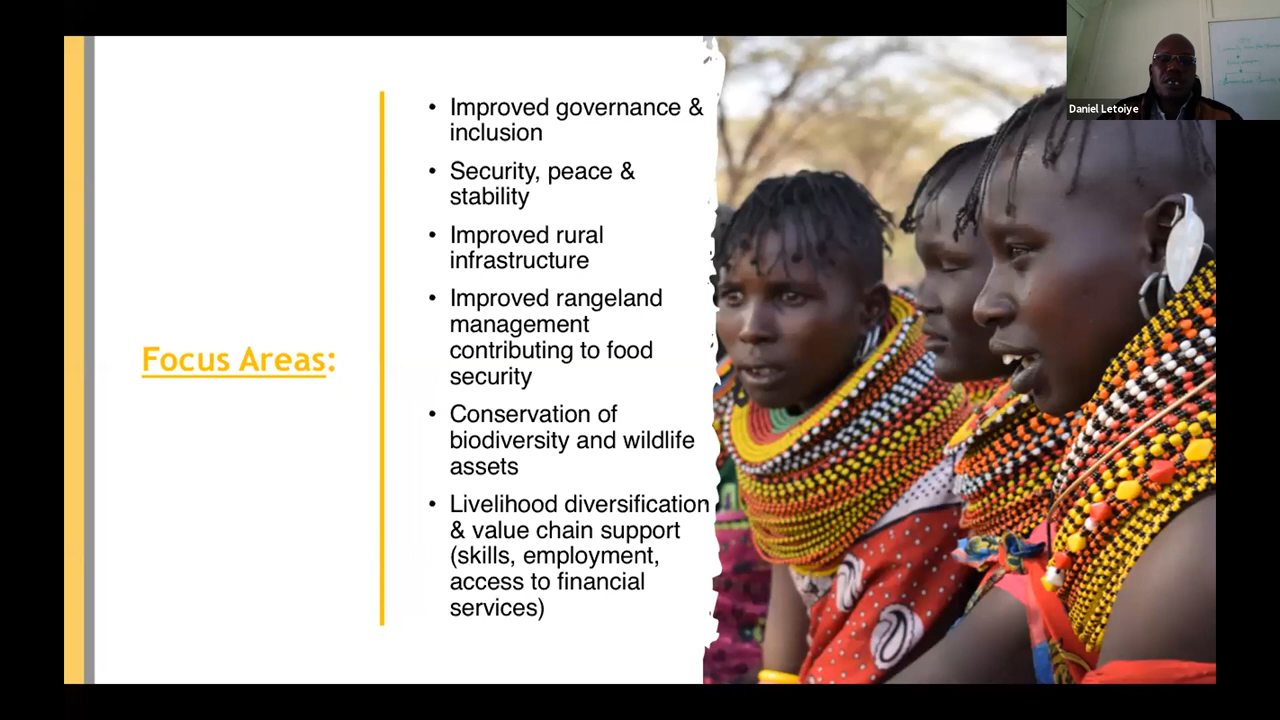 Focus Areas:
• Improved governance &
inclusion
• Security, peace &
stability
• Improved rural
infrastructure
• Improved rangeland
management
contributing to food
security
• Conservation of
biodiversity and wildlife
assets
• Livelihood diversification
& value chain support
(skills, employment,
access to financial
services)
Daniel Letoiye